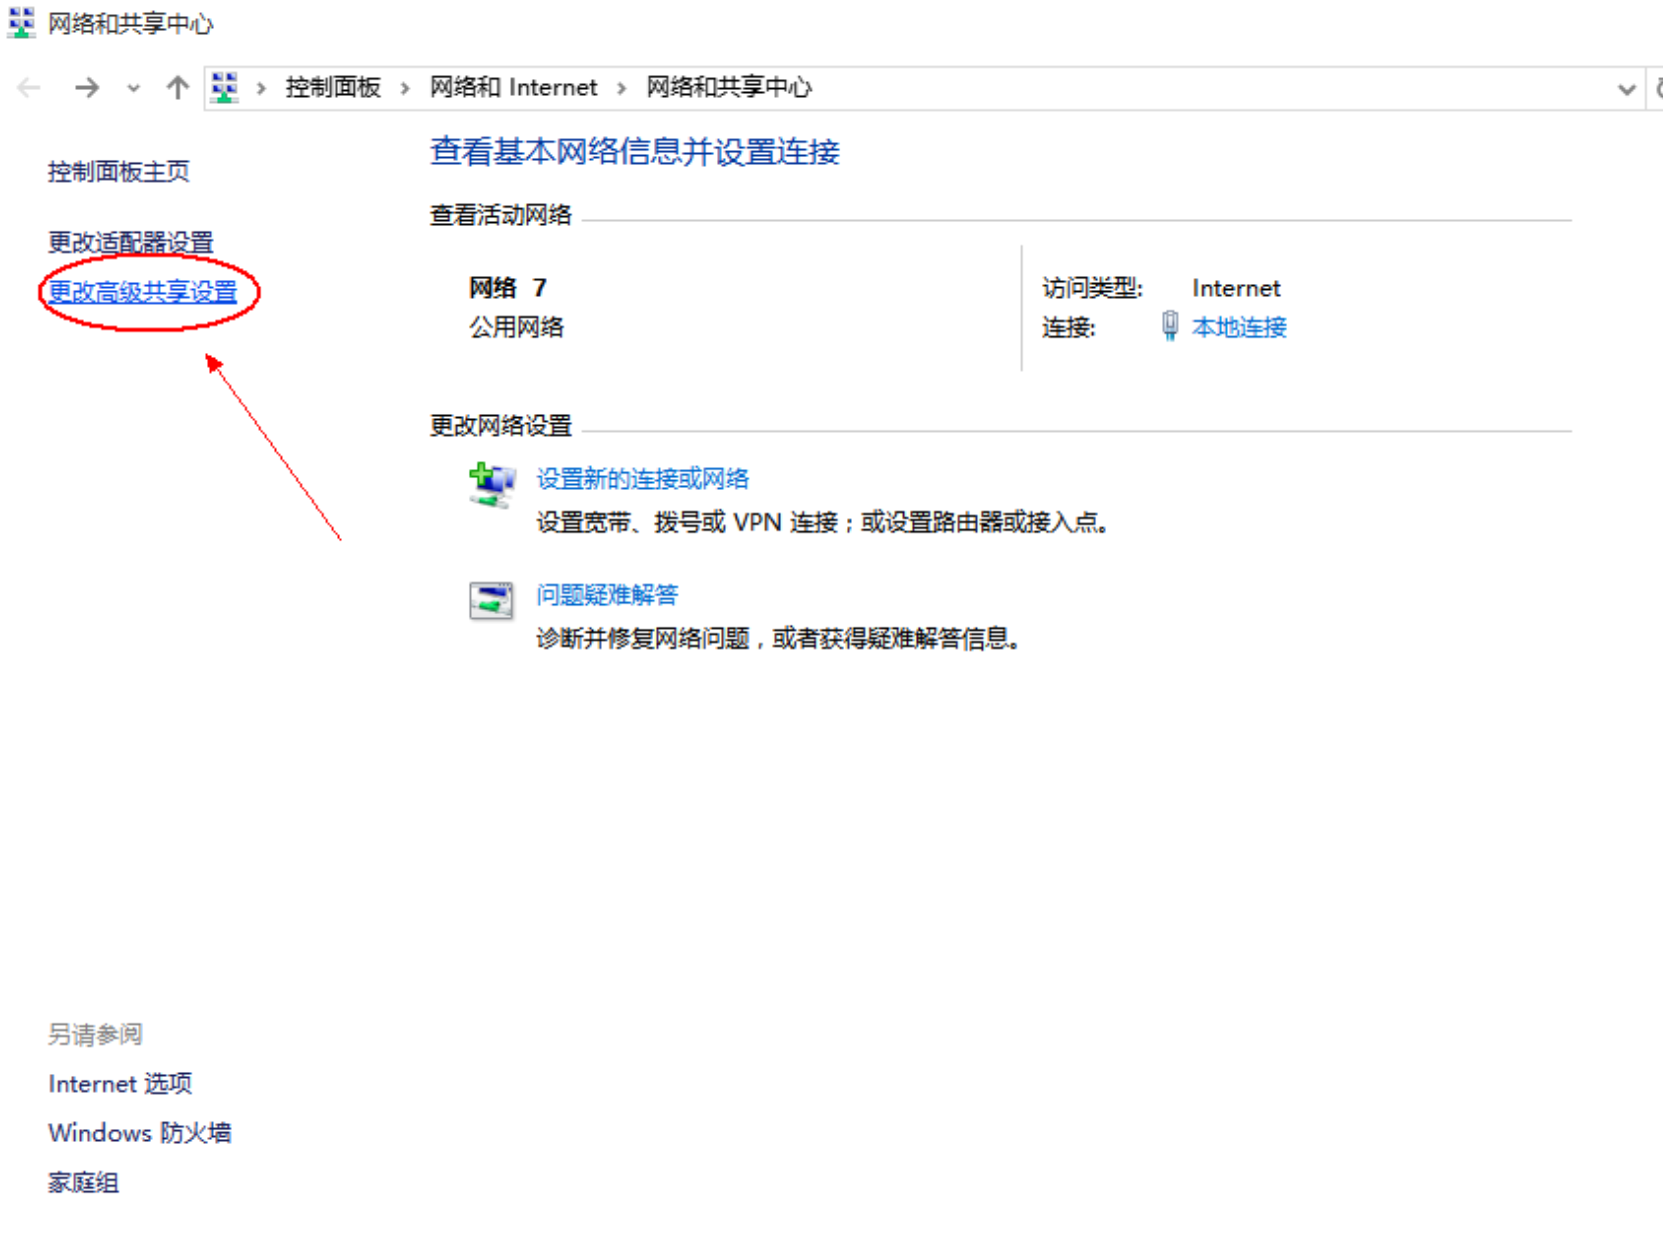 网络和共享中心
控制面板 网络和 Internet 网络和共享中心
控制面板主页
更改适配器设置
更改高级共享设置
查看基本网络信息并设置连接
查看活动网络
网络 7
公用网络
访问类型: Internet
连接: 本地连接
更改网络设置
设置新的连接或网络
设置宽带、拨号或 VPN 连接；或设置路由器或接入点。
问题疑难解答
诊断并修复网络问题，或者获得疑难解答信息。
另请参阅
Internet 选项
Windows 防火墙
家庭组